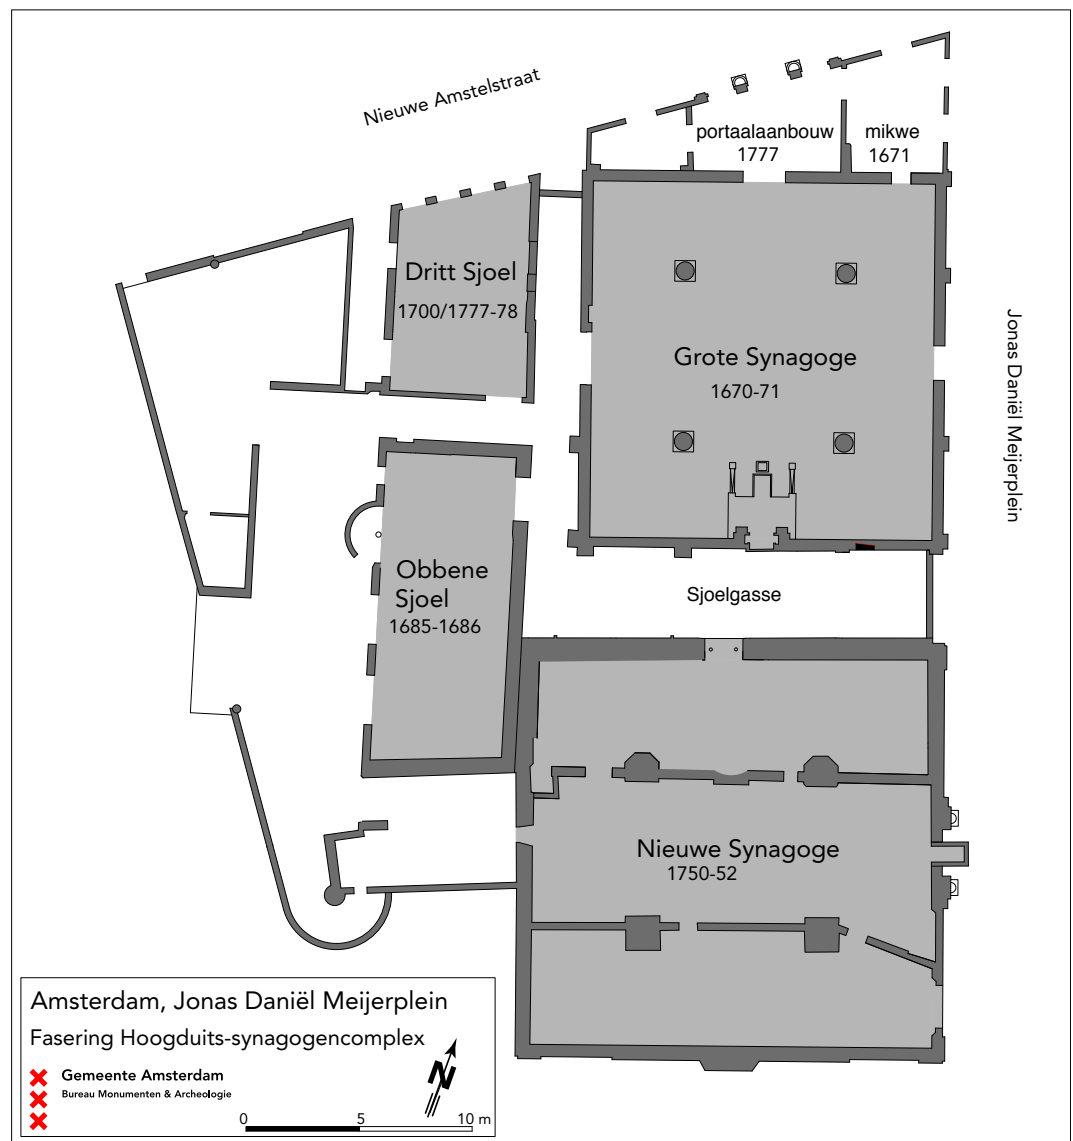 Nieuwe Amstelstraat
portaalaanbouw
1777
mikwe
1671
Dritt Sjoel
1700/1777-78
Grote Synagoge
1670-71
Jonas Daniël Meijerplein
Obbene
Sjoel
1685-1686
Sjoelgasse
Nieuwe Synagoge
1750-52
Amsterdam, Jonas Daniël Meijerplein
Fasering Hoogduits-synagogencomplex
Gemeente Amsterdam
Bureau Monumenten & Archeologie
N
0 5 10 m